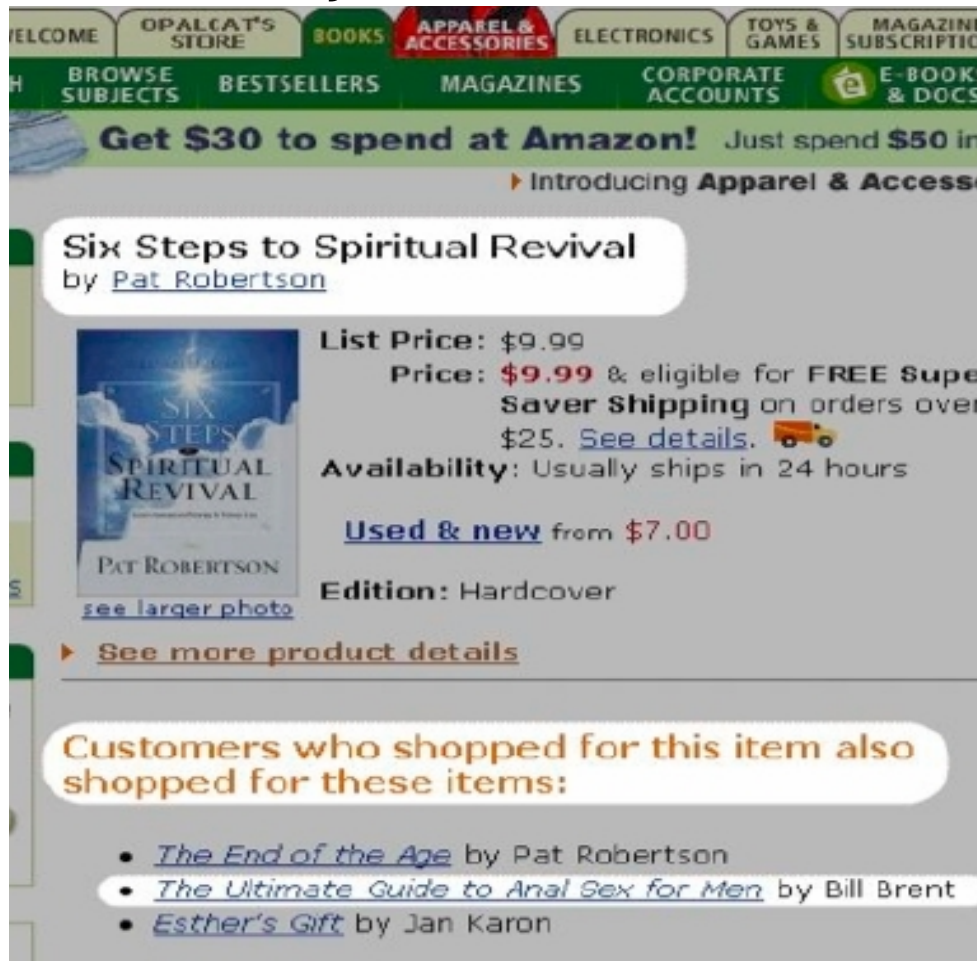 ELCOME OPALCAT'S STORE BOOKS APPAREL & ACCESSORIES ELECTRONICS TOYS & GAMES MAGAZIN SUBSCRIPTIO
H BROWSE SUBJECTS BESTSELLERS MAGAZINES CORPORATE ACCOUNTS e E-BOOK & DOCS
Get $30 to spend at Amazon! Just spend $50 in
Introducing Apparel & Access
Six Steps to Spiritual Revival
by Pat Robertson
List Price: $9.99
Price: $9.99 & eligible for FREE Supe
Saver Shipping on orders over
$25. See details.
Availability: Usually ships in 24 hours
Used & new from $7.00
Edition: Hardcover
SIX
STEPS
SPIRITUAL
REVIVAL
PAT ROBERTSON
see larger photo
s
See more product details
Customers who shopped for this item also
shopped for these items:
• The End of the Age by Pat Robertson
• The Ultimate Guide to Anal Sex for Men by Bill Brent
• Esther's Gift by Jan Karon